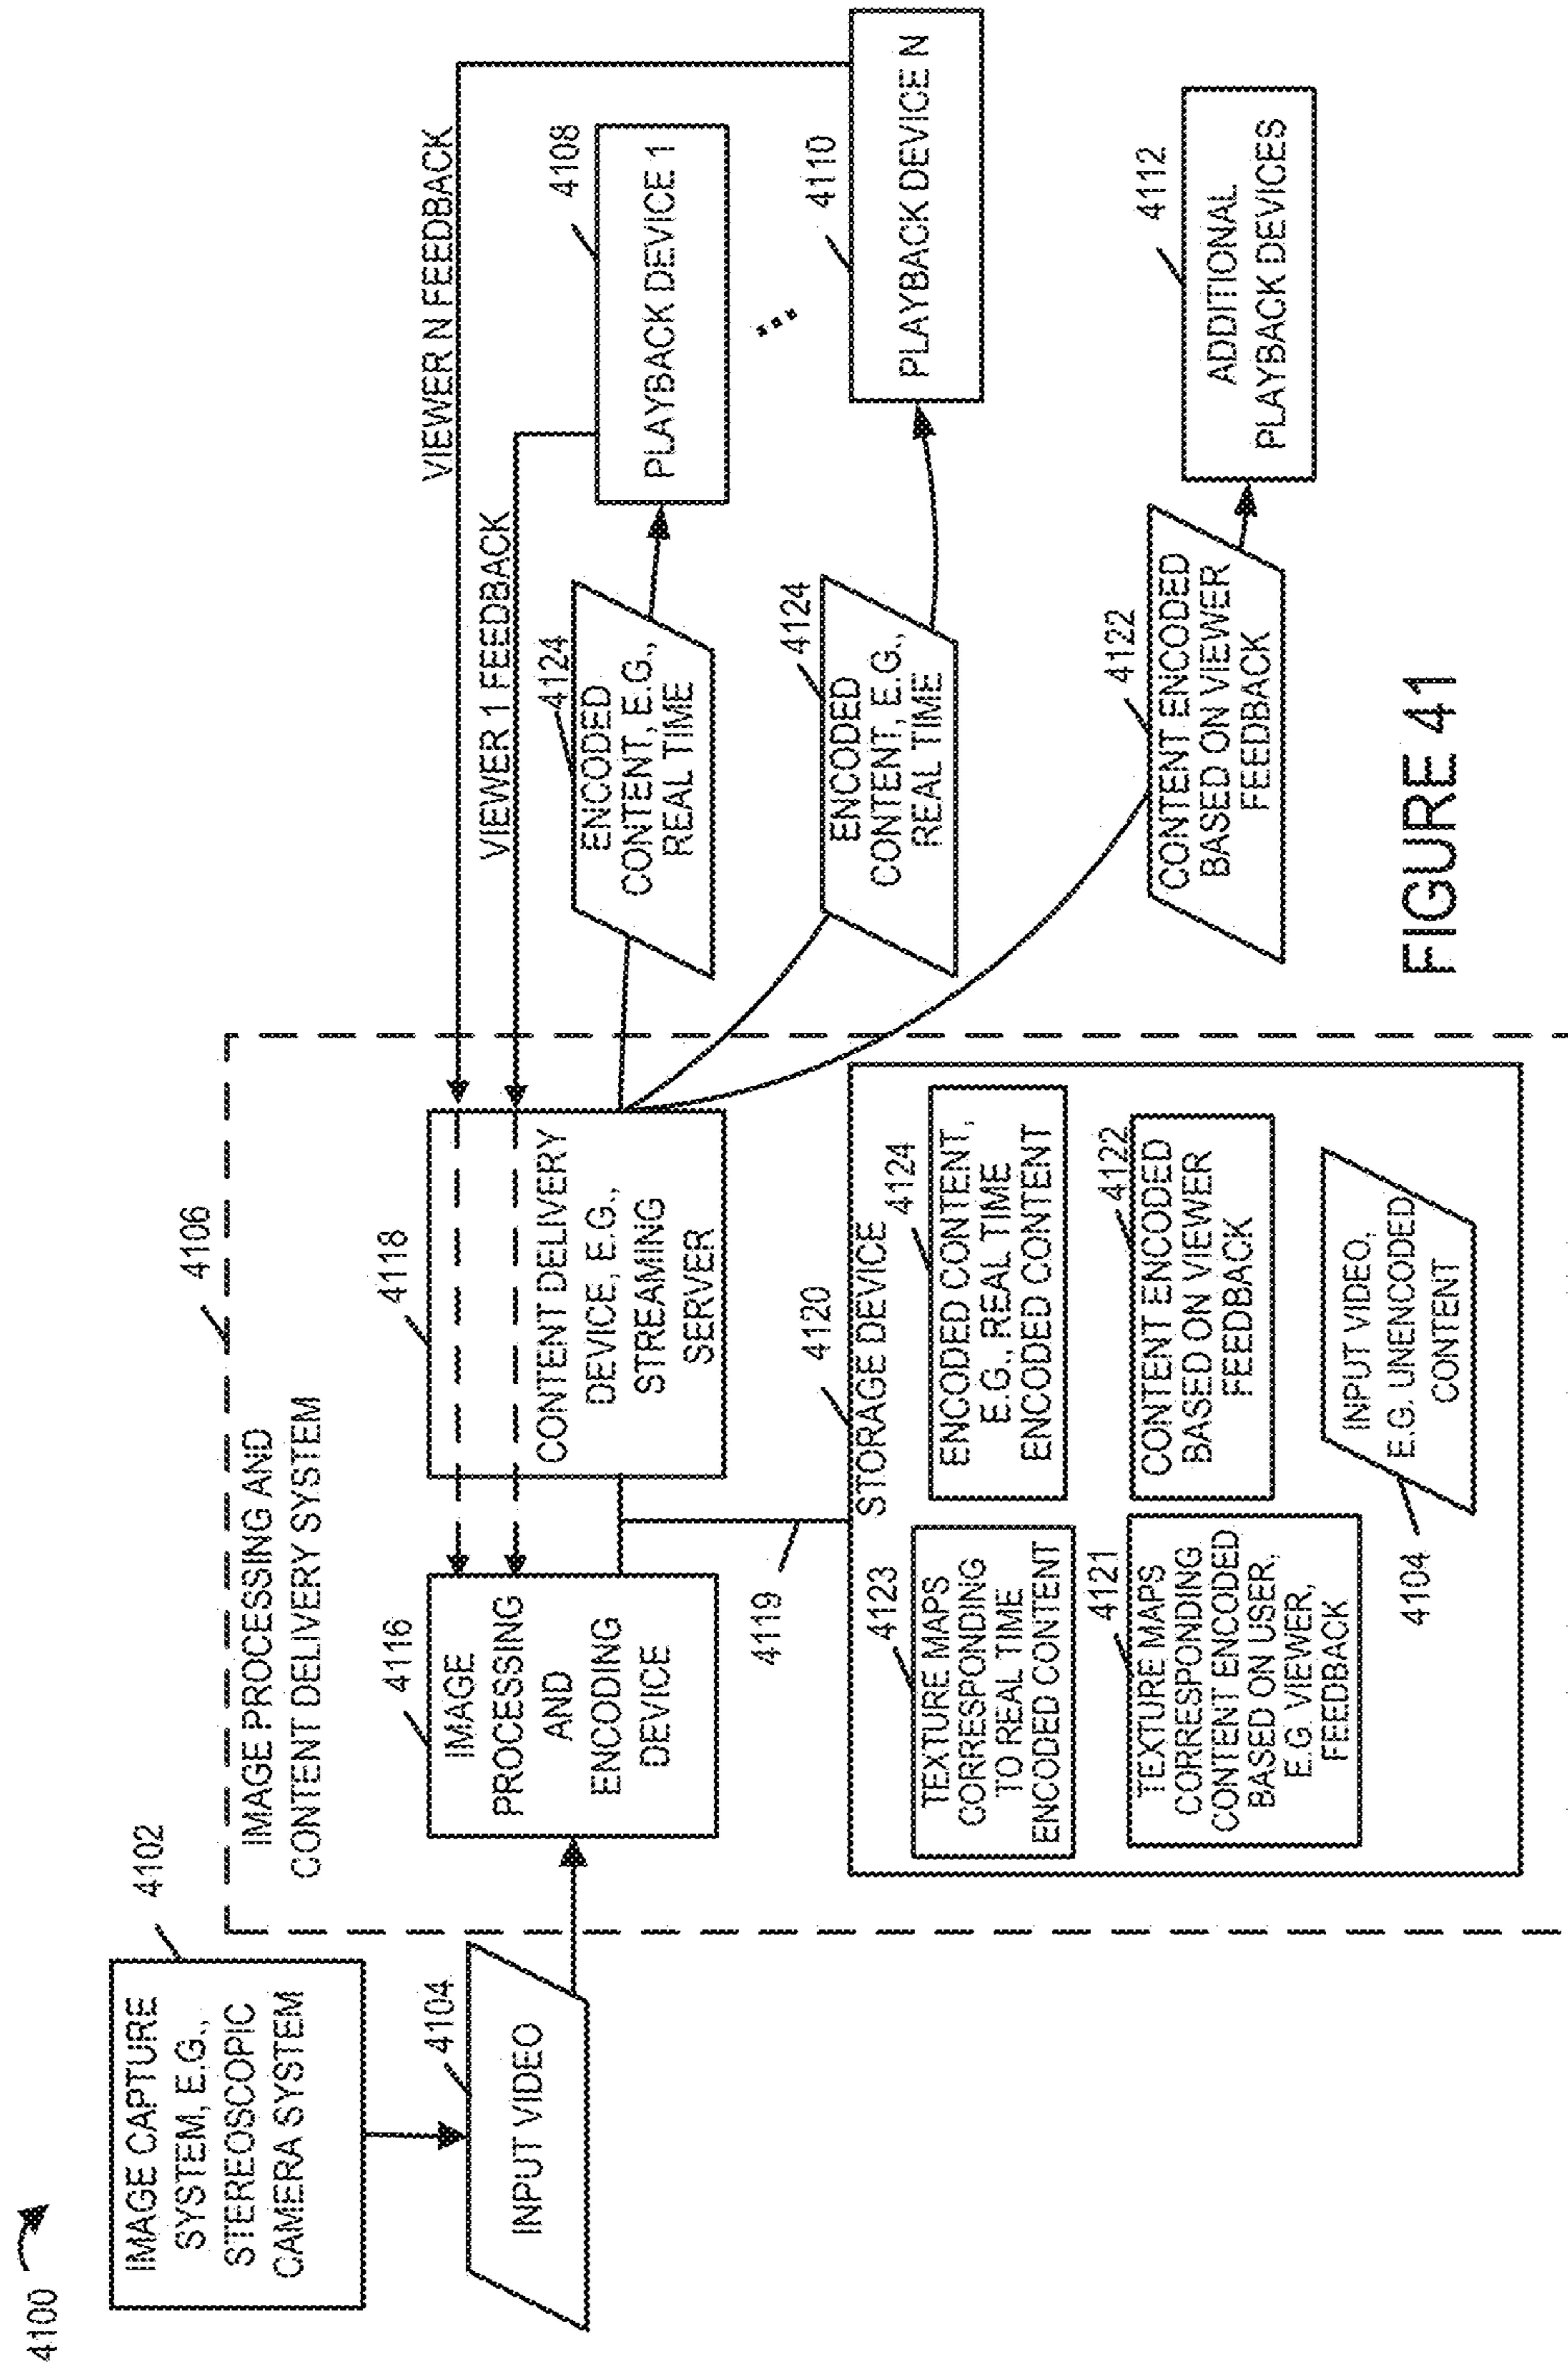 4100
IMAGE CAPTURE
SYSTEM, E.G.,
STEREOSCOPIC
CAMERA SYSTEM
4102
4104
INPUT VIDEO
4106
IMAGE PROCESSING AND
CONTENT DELIVERY SYSTEM
4116
IMAGE
PROCESSING
AND
ENCODING
DEVICE
4118
CONTENT DELIVERY
DEVICE, E.G.,
STREAMING
SERVER
4119
4120
STORAGE DEVICE
4123
TEXTURE MAPS
CORRESPONDING
TO REAL TIME
ENCODED CONTENT
4124
ENCODED CONTENT,
E.G., REAL TIME
ENCODED CONTENT
4121
TEXTURE MAPS
CORRESPONDING
CONTENT ENCODED
BASED ON USER,
E.G. VIEWER,
FEEDBACK
4122
CONTENT ENCODED
BASED ON VIEWER
FEEDBACK
4104
INPUT VIDEO,
E.G. UNENCODED
CONTENT
VIEWER N FEEDBACK
VIEWER 1 FEEDBACK
4124
ENCODED
CONTENT, E.G.,
REAL TIME
4108
PLAYBACK DEVICE 1
4124
ENCODED
CONTENT, E.G.,
REAL TIME
4110
PLAYBACK DEVICE N
4122
CONTENT ENCODED
BASED ON VIEWER
FEEDBACK
4112
ADDITIONAL
PLAYBACK DEVICES
FIGURE 41